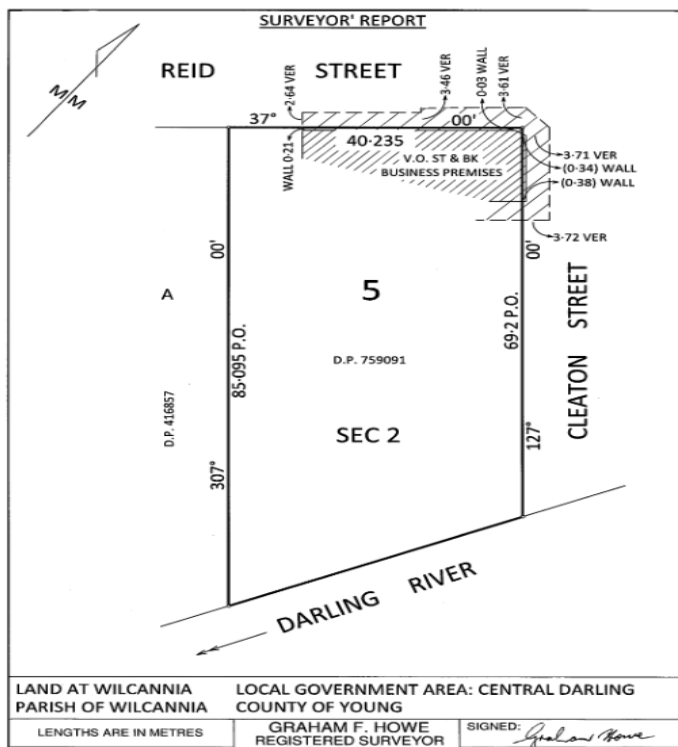 SURVEYOR' REPORT
REID STREET
MM
2·64 VER
3·46 VER
0·03 WALL
3·61 VER
37° 00'
40·235
WALL 0·21
V.O. ST & BK
BUSINESS PREMISES
3·71 VER
(0·34) WALL
(0·38) WALL
3·72 VER
00'
00'
A
5
85·095 P.O.
69·2 P.O.
CLEATON STREET
D.P. 759091
D.P. 416857
SEC 2
307°
127°
DARLING RIVER
LAND AT WILCANNIA LOCAL GOVERNMENT AREA: CENTRAL DARLING
PARISH OF WILCANNIA COUNTY OF YOUNG
LENGTHS ARE IN METRES
GRAHAM F. HOWE
REGISTERED SURVEYOR
SIGNED: Graham Howe